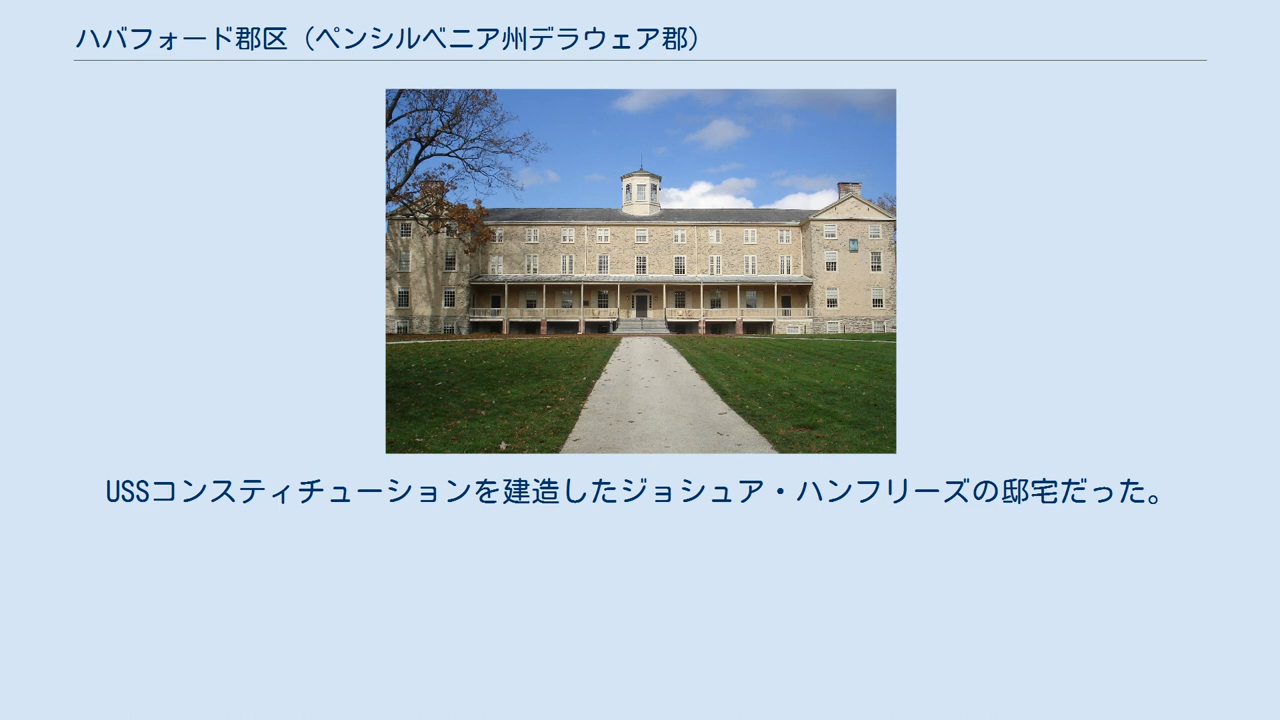 ハバフォード郡区（ペンシルベニア州デラウェア郡）
USSコンスティチューションを建造したジョシュア・ハンフリーズの邸宅だった。